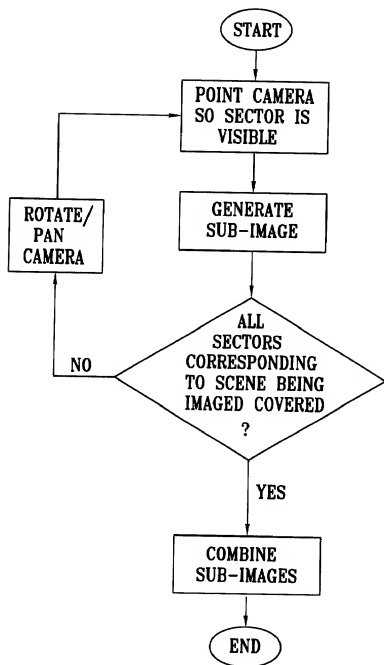 START
POINT CAMERA
SO SECTOR IS
VISIBLE
GENERATE
SUB-IMAGE
ROTATE/
PAN
CAMERA
ALL
SECTORS
CORRESPONDING
TO SCENE BEING
IMAGED COVERED
?
NO
YES
COMBINE
SUB-IMAGES
END